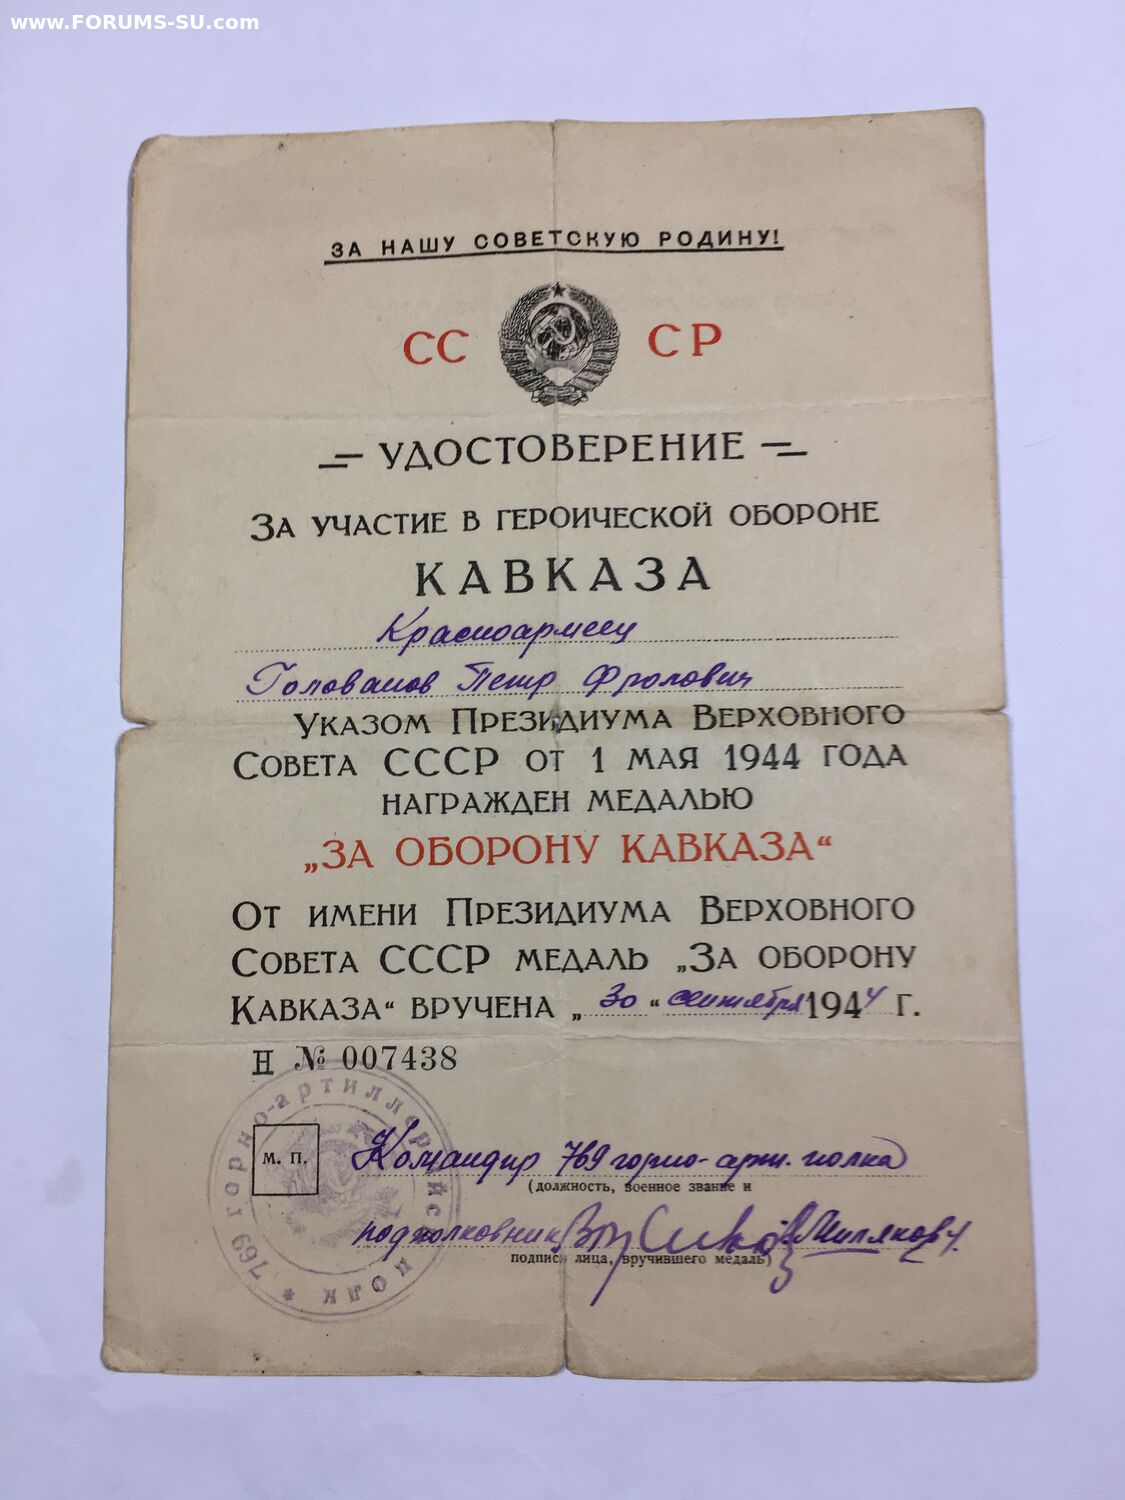 www.FORUMS-SU.com
ЗА НАШУ СОВЕТСКУЮ РОДИНУ!
СС СР
УДОСТОВЕРЕНИЕ
ЗА УЧАСТИЕ В ГЕРОИЧЕСКОЙ ОБОРОНЕ
КАВКАЗА
Красноармеец
Голованов Петр Фролович
УКАЗОМ ПРЕЗИДИУМА ВЕРХОВНОГО
СОВЕТА СССР ОТ 1 МАЯ 1944 ГОДА
НАГРАЖДЕН МЕДАЛЬЮ
„ЗА ОБОРОНУ КАВКАЗА“
ОТ ИМЕНИ ПРЕЗИДИУМА ВЕРХОВНОГО
СОВЕТА СССР МЕДАЛЬ „ЗА ОБОРОНУ
КАВКАЗА“ ВРУЧЕНА „30“ сентября 1944 г.
Н № 007438
769 горно-артиллерийск полк *
М. П.
Командир 769 горно-арт. полка
(должность, военное звание и
подполковник
подпись лица, вручившего медаль)